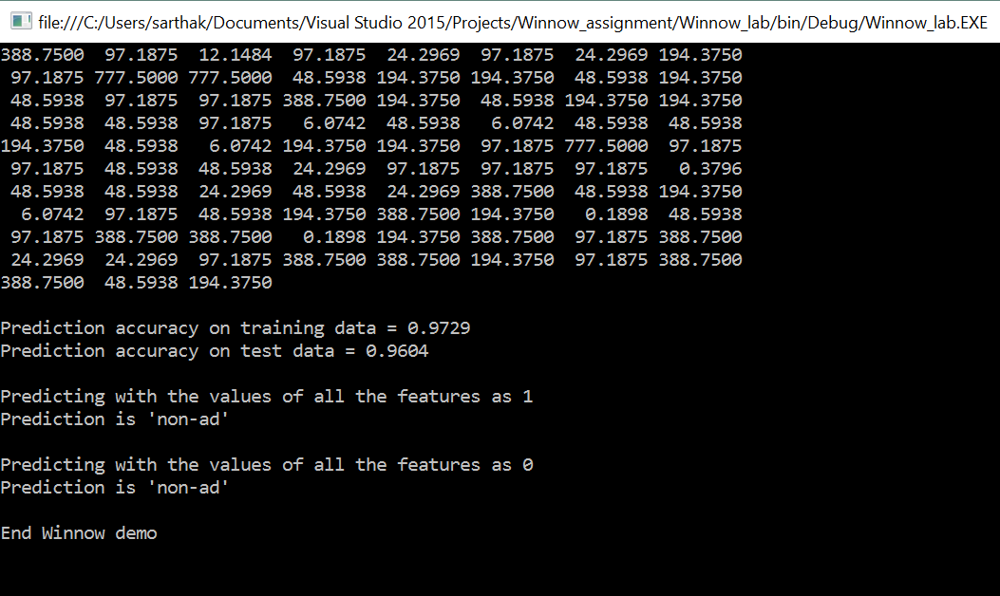 file:///C:/Users/sarthak/Documents/Visual Studio 2015/Projects/Winnow_assignment/Winnow_lab/bin/Debug/Winnow_lab.EXE
388.7500 97.1875 12.1484 97.1875 24.2969 97.1875 24.2969 194.3750
97.1875 777.5000 777.5000 48.5938 194.3750 194.3750 48.5938 194.3750
48.5938 97.1875 97.1875 388.7500 194.3750 48.5938 194.3750 194.3750
48.5938 48.5938 97.1875 6.0742 48.5938 6.0742 48.5938 48.5938
194.3750 48.5938 6.0742 194.3750 194.3750 97.1875 777.5000 97.1875
97.1875 48.5938 48.5938 24.2969 97.1875 97.1875 97.1875 0.3796
48.5938 48.5938 24.2969 48.5938 24.2969 388.7500 48.5938 194.3750
6.0742 97.1875 48.5938 194.3750 388.7500 194.3750 0.1898 48.5938
97.1875 388.7500 388.7500 0.1898 194.3750 388.7500 97.1875 388.7500
24.2969 24.2969 97.1875 388.7500 388.7500 194.3750 97.1875 388.7500
388.7500 48.5938 194.3750
Prediction accuracy on training data = 0.9729
Prediction accuracy on test data = 0.9604
Predicting with the values of all the features as 1
Prediction is 'non-ad'
Predicting with the values of all the features as 0
Prediction is 'non-ad'
End Winnow demo